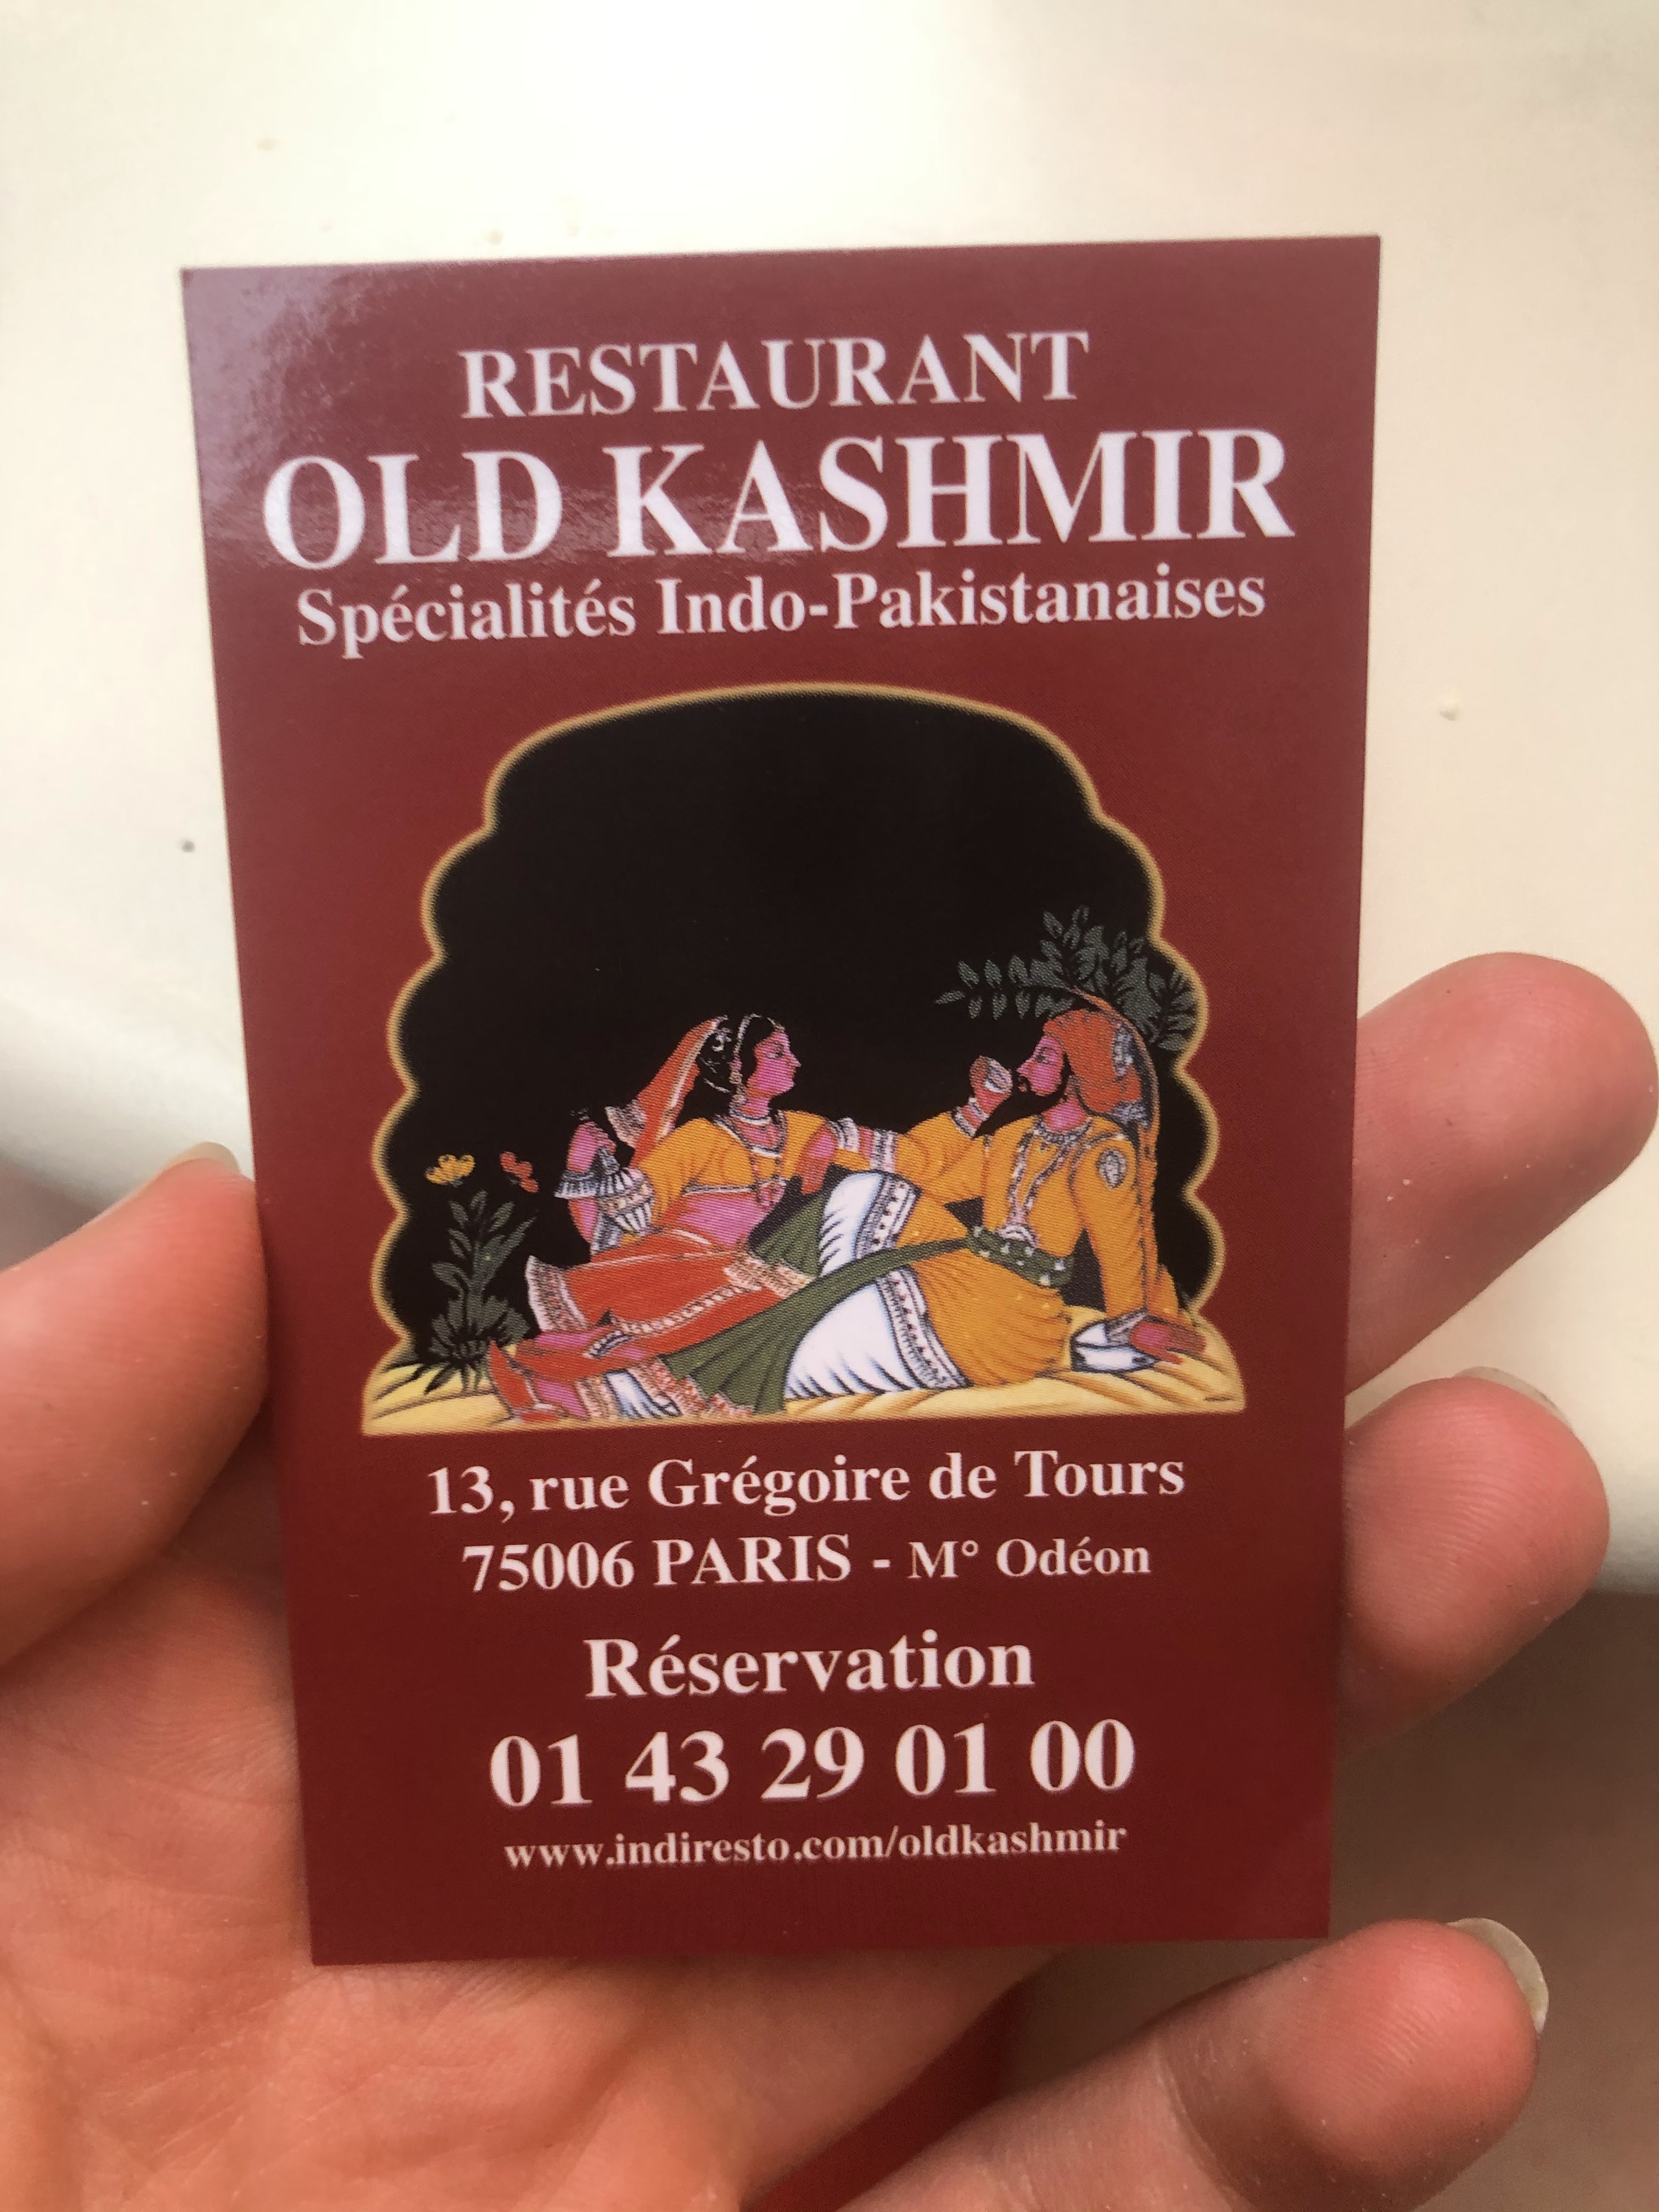 RESTAURANT
OLD KASHMIR
Spécialités Indo-Pakistanaises
13, rue Grégoire de Tours
75006 PARIS - M° Odéon
Réservation
01 43 29 01 00
www.indiresto.com/oldkashmir